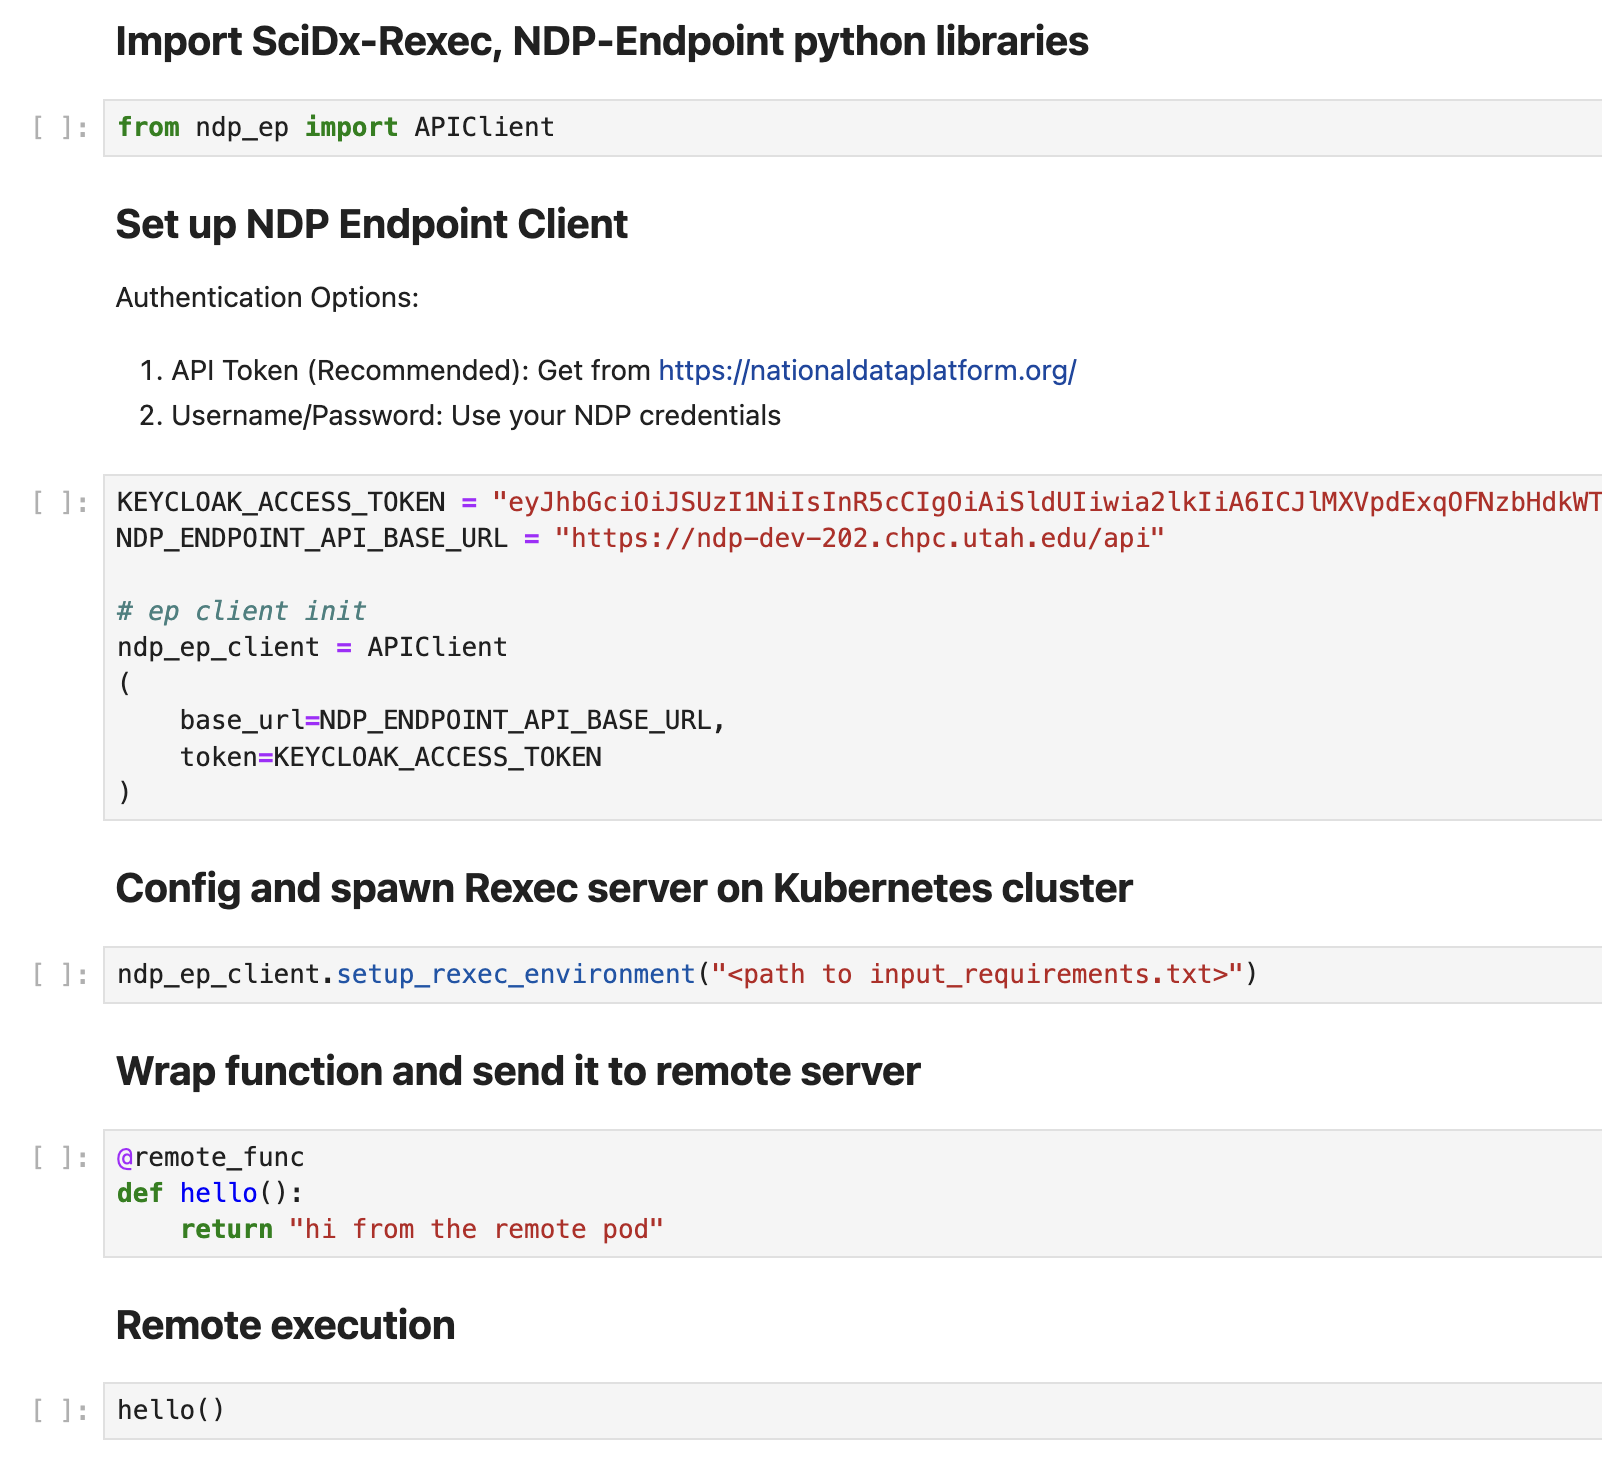 Import SciDx-Rexec, NDP-Endpoint python libraries
[ ]: from ndp_ep import APIClient
Set up NDP Endpoint Client
Authentication Options:
1. API Token (Recommended): Get from https://nationaldataplatform.org/
2. Username/Password: Use your NDP credentials
[ ]: KEYCLOAK_ACCESS_TOKEN = "eyJhbGciOiJSUzI1NiIsInR5cCIgOiAiSldUIiwia2lkIiA6ICJlMXVpdExqOFNzbHdkWT
NDP_ENDPOINT_API_BASE_URL = "https://ndp-dev-202.chpc.utah.edu/api"
# ep client init
ndp_ep_client = APIClient
(
    base_url=NDP_ENDPOINT_API_BASE_URL,
    token=KEYCLOAK_ACCESS_TOKEN
)
Config and spawn Rexec server on Kubernetes cluster
[ ]: ndp_ep_client.setup_rexec_environment("<path to input_requirements.txt>")
Wrap function and send it to remote server
[ ]: @remote_func
def hello():
    return "hi from the remote pod"
Remote execution
[ ]: hello()